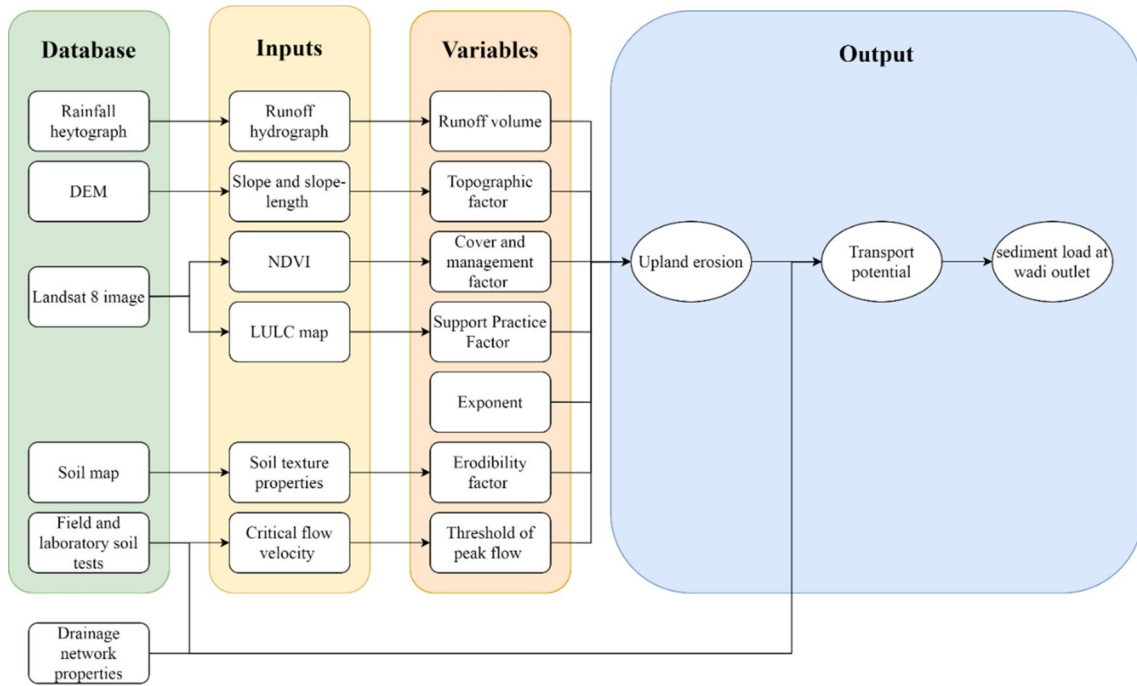 Database
Inputs
Variables
Output
Rainfall
heytograph
Runoff
hydrograph
Runoff volume
DEM
Slope and slope-
length
Topographic
factor
Landsat 8 image
NDVI
Cover and
management
factor
LULC map
Support Practice
Factor
Exponent
Soil map
Soil texture
properties
Erodibility
factor
Field and
laboratory soil
tests
Critical flow
velocity
Threshold of
peak flow
Drainage
network
properties
Upland erosion
Transport
potential
sediment load at
wadi outlet